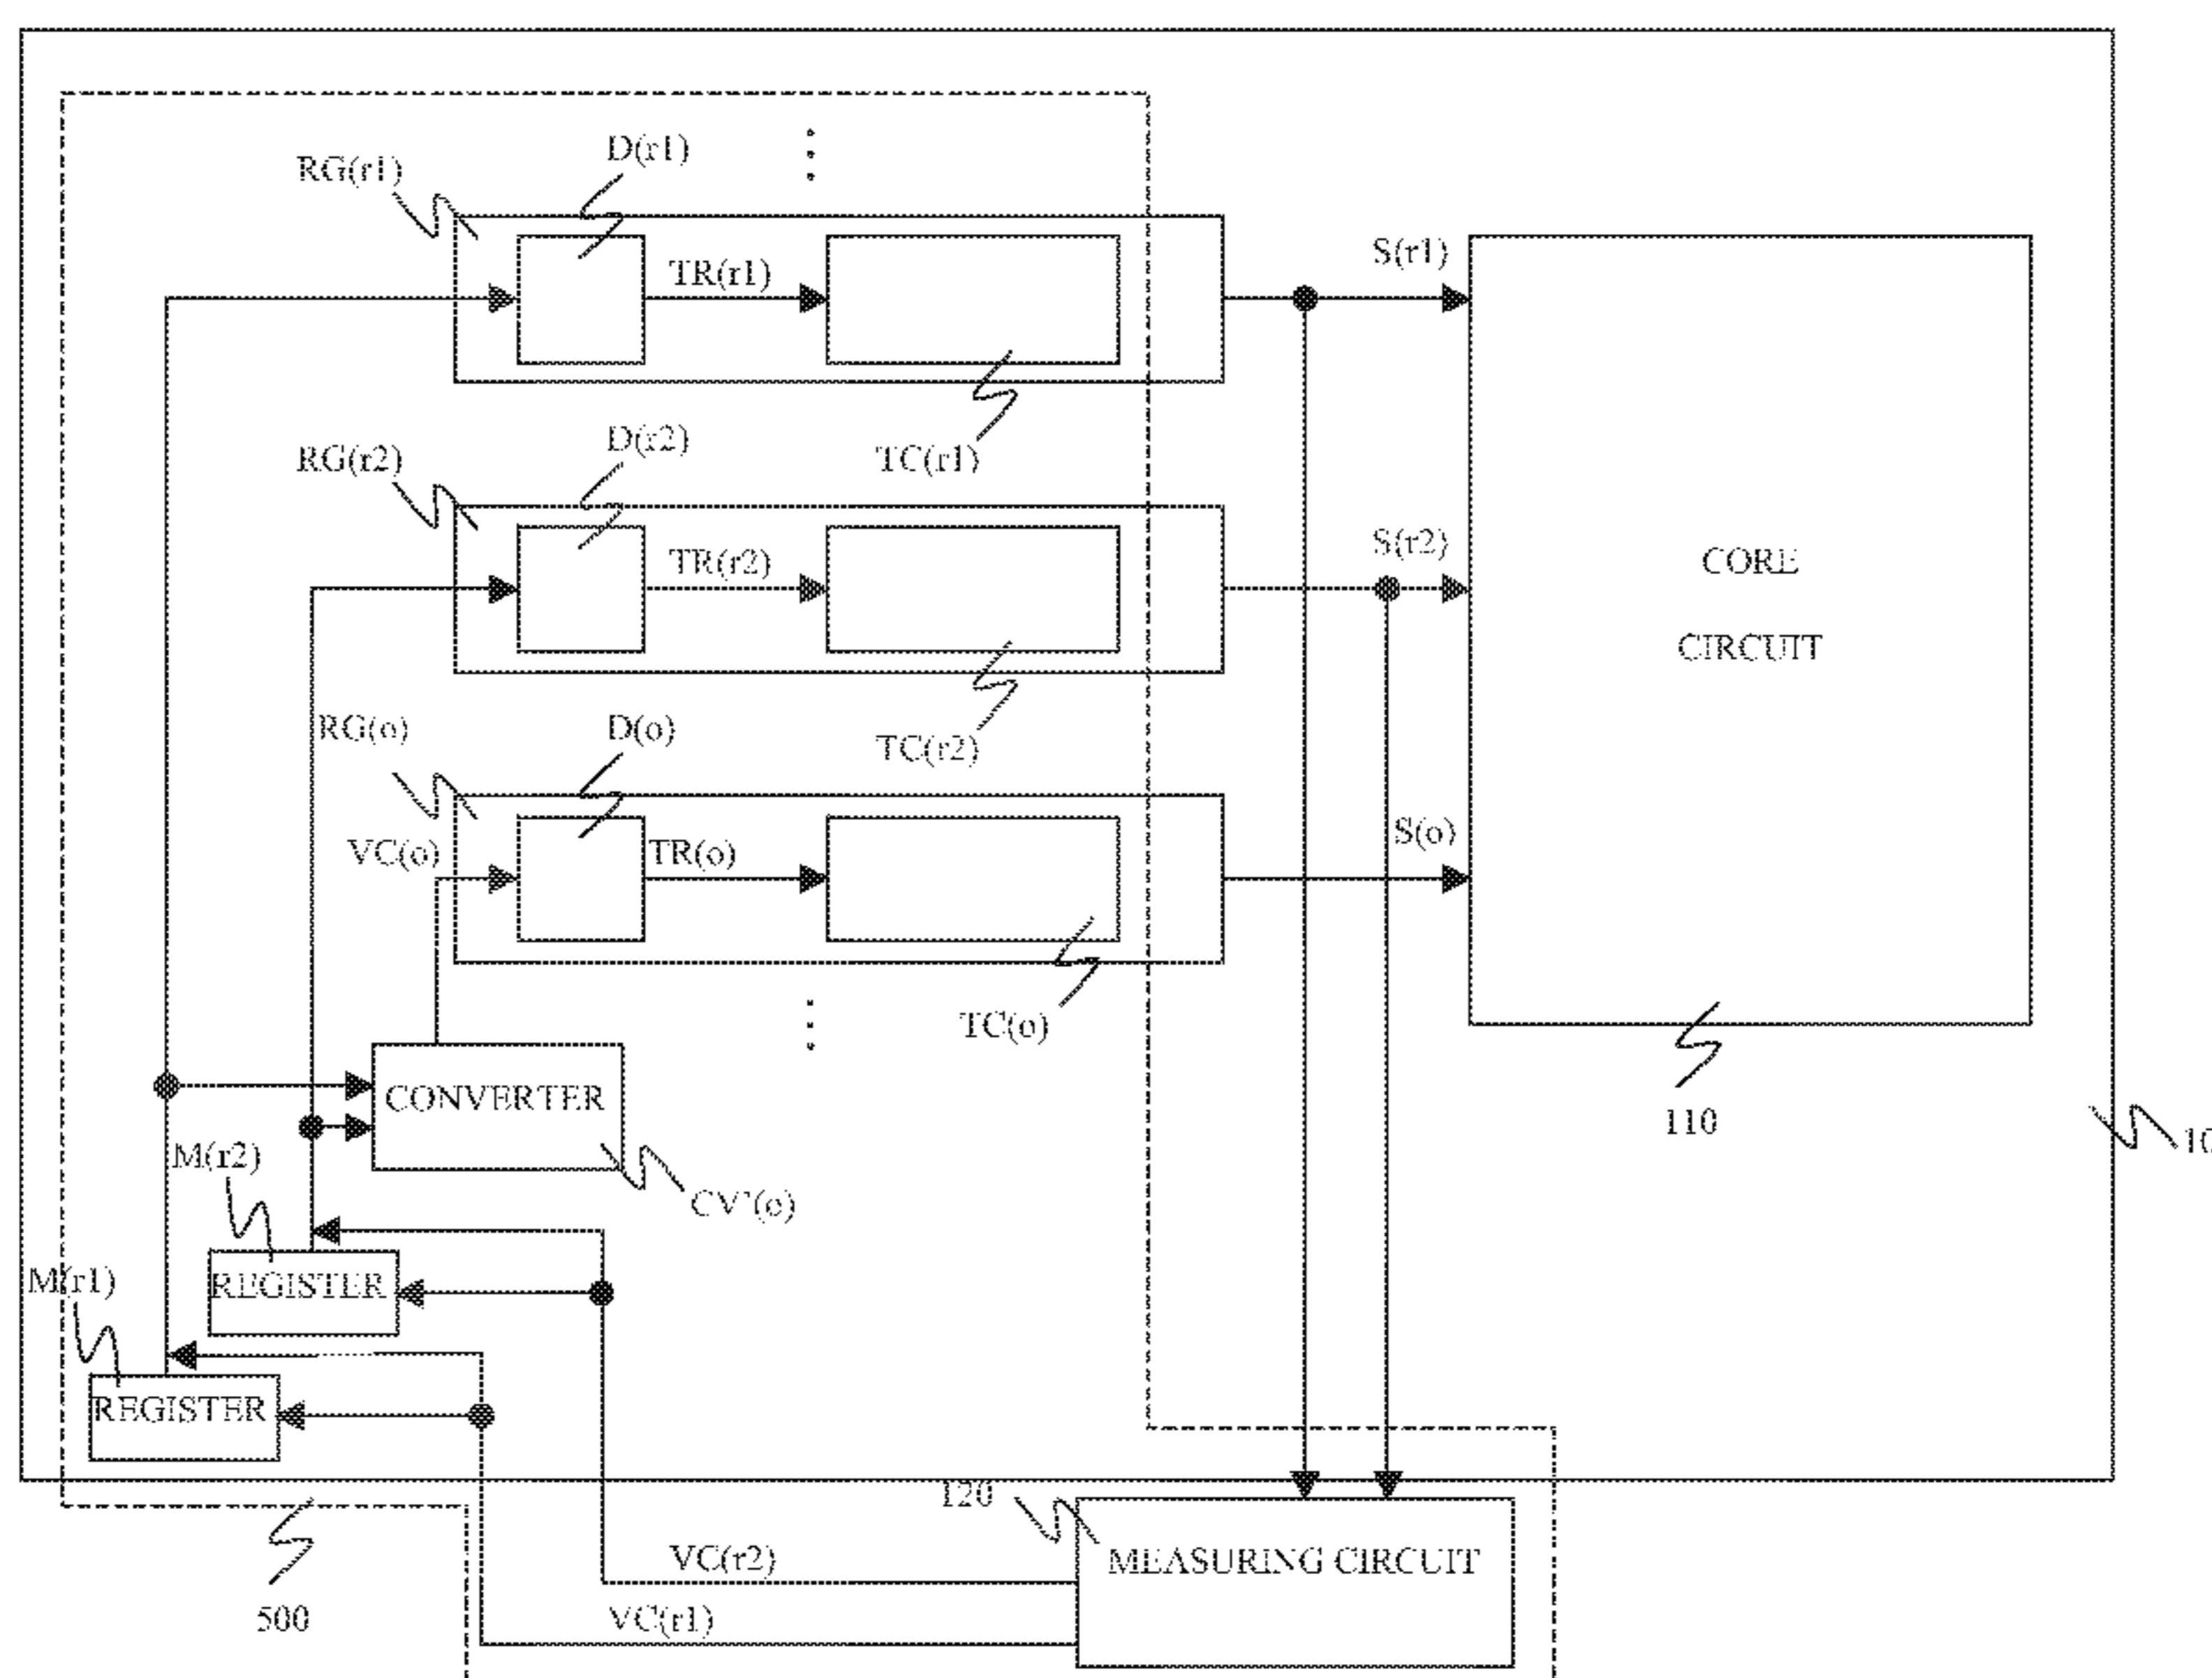 D(r1)
RG(r1)
TR(r1)
S(r1)
TC(r1)
D(r2)
RG(r2)
TR(r2)
S(r2)
CORE
CIRCUIT
TC(r2)
RG(o)
D(o)
VC(o)
TR(o)
S(o)
TC(o)
CONVERTER
110
10
M(r2)
CV'(o)
M(r1)
REGISTER
REGISTER
120
MEASURING CIRCUIT
VC(r2)
VC(r1)
500